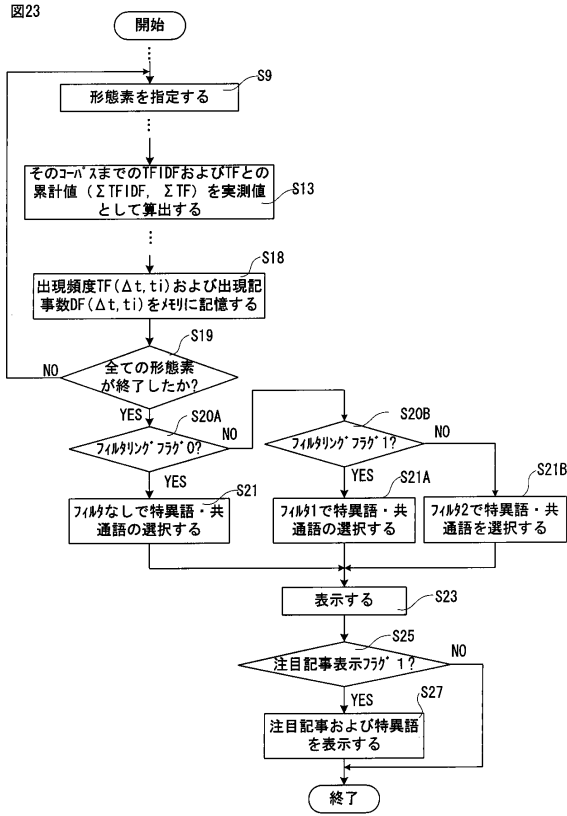 図23
開始
S9
形態素を指定する
そのｺｰﾊﾟｽまでのTFIDFおよびTFとの
累計値（ΣTFIDF, ΣTF）を実測値
として算出する
S13
S18
出現頻度TF(Δt,ti)および出現記
事数DF(Δt,ti)をﾒﾓﾘに記憶する
S19
全ての形態素
が終了したか?
NO
YES
S20A
ﾌｨﾙﾀﾘﾝｸﾞﾌﾗｸﾞ0?
NO
YES
S20B
ﾌｨﾙﾀﾘﾝｸﾞﾌﾗｸﾞ1?
NO
YES
S21
ﾌｨﾙﾀなしで特異語・共
通語の選択する
S21A
ﾌｨﾙﾀ1で特異語・共
通語の選択する
S21B
ﾌｨﾙﾀ2で特異語・共
通語を選択する
表示する
S23
S25
注目記事表示ﾌﾗｸﾞ1?
NO
YES
S27
注目記事および特異語
を表示する
終了